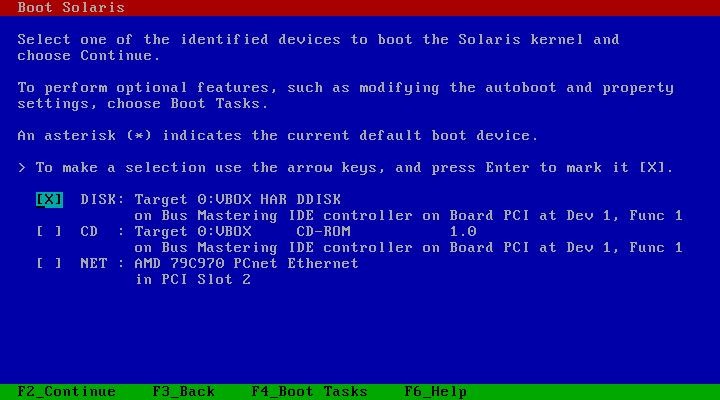 Boot Solaris
Select one of the identified devices to boot the Solaris kernel and
choose Continue.
To perform optional features, such as modifying the autoboot and property
settings, choose Boot Tasks.
An asterisk (*) indicates the current default boot device.
> To make a selection use the arrow keys, and press Enter to mark it [X].
[X] DISK: Target 0:VBOX HAR DDISK
on Bus Mastering IDE controller on Board PCI at Dev 1, Func 1
[ ] CD : Target 0:VBOX CD-ROM 1.0
on Bus Mastering IDE controller on Board PCI at Dev 1, Func 1
[ ] NET : AMD 79C970 PCnet Ethernet
in PCI Slot 2
F2_Continue F3_Back F4_Boot Tasks F6_Help